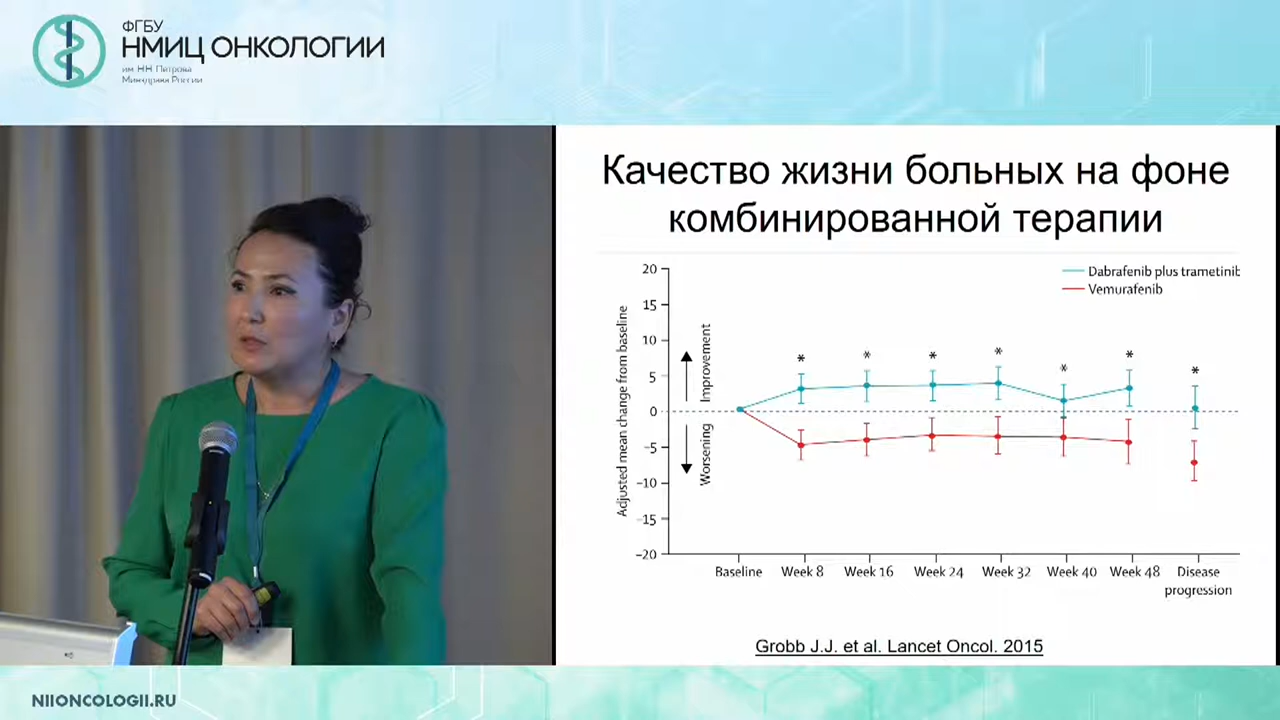 ФГБУ
НМИЦ ОНКОЛОГИИ
им НН Петрова
Минздрава России
Качество жизни больных на фоне
комбинированной терапии
Dabrafenib plus trametinib
Vemurafenib
Adjusted mean change from baseline
20
15
10
5
0
–5
–10
–15
–20
Improvement
Worsening
* * * * * * *
Baseline Week 8 Week 16 Week 24 Week 32 Week 40 Week 48 Disease
progression
Grobb J.J. et al. Lancet Oncol. 2015
NIIONCOLOGII.RU